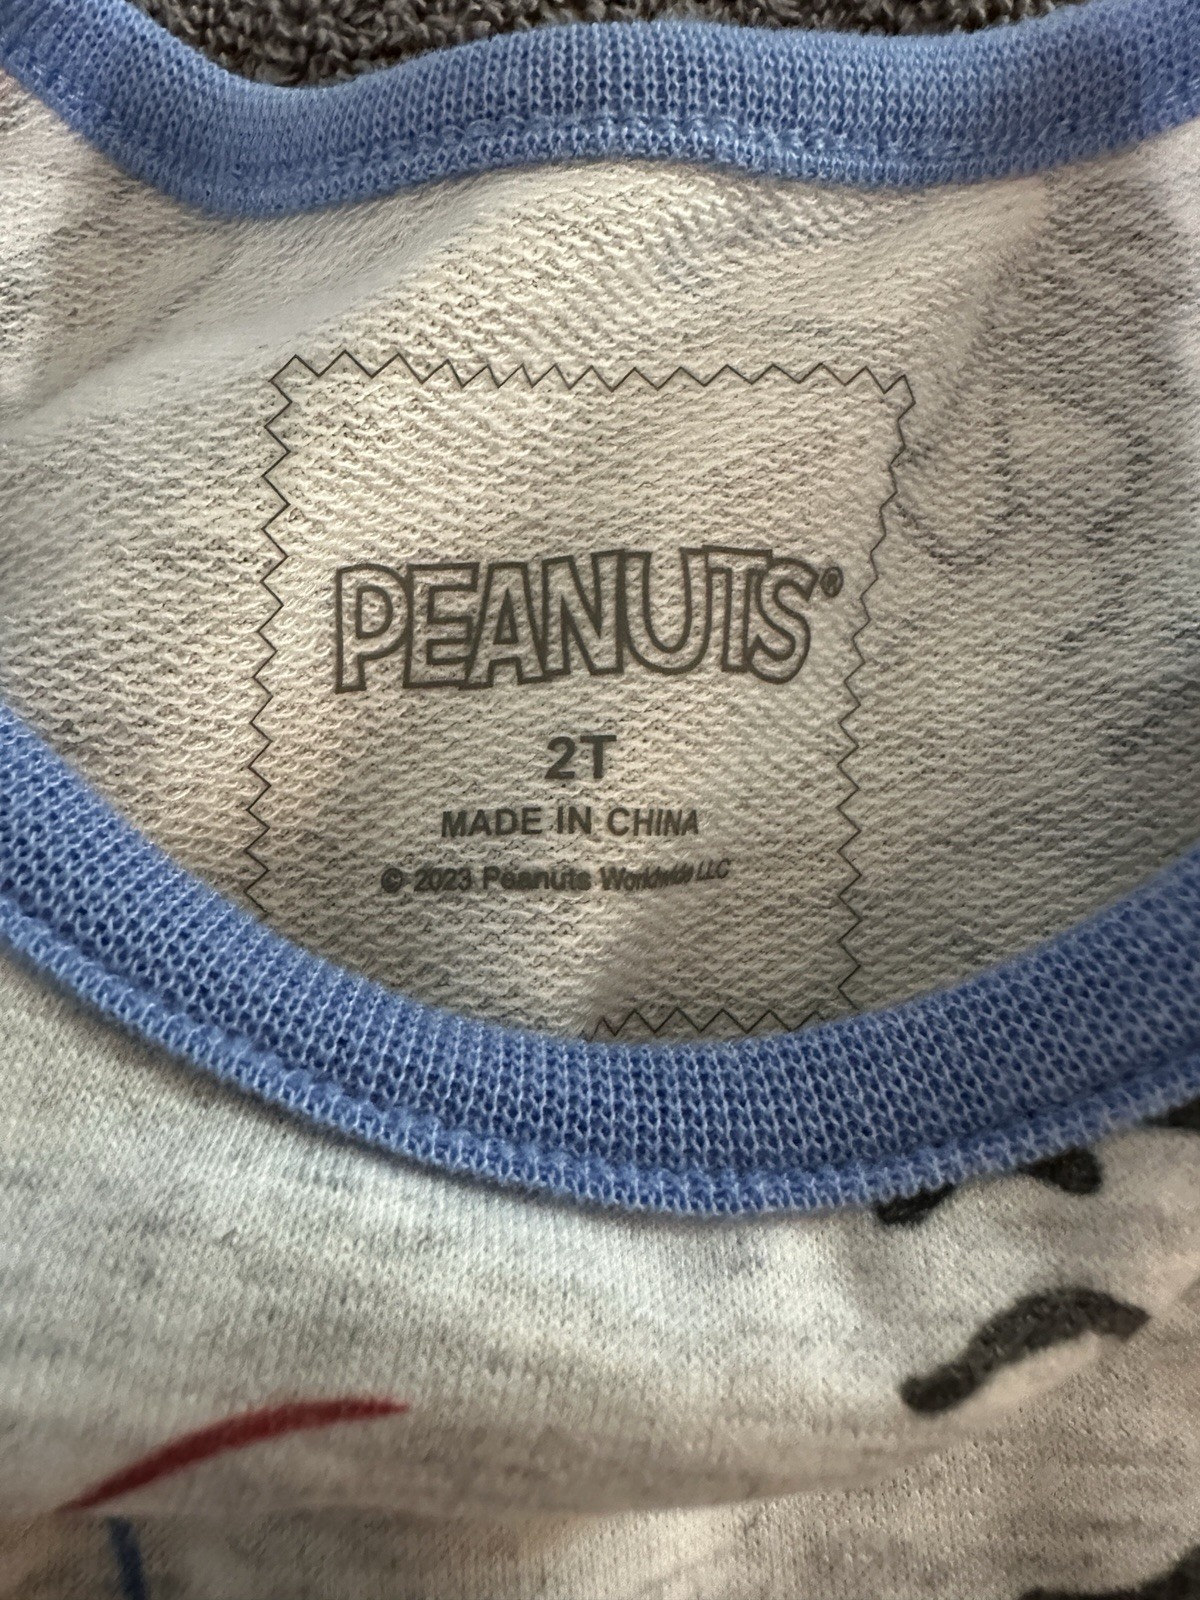 PEANUTS®
2T
MADE IN CHINA
© 2023 Peanuts Worldwide LLC